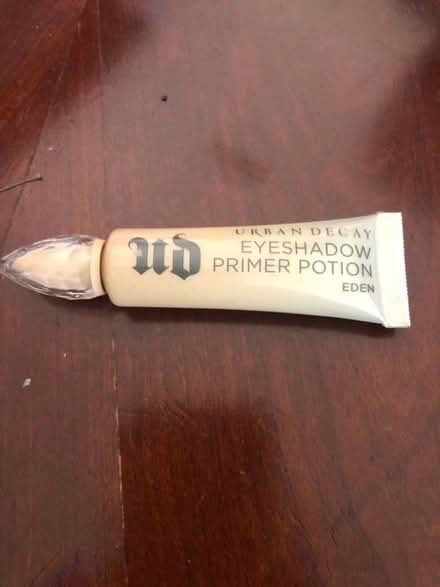 UD
URBAN DECAY
EYESHADOW
PRIMER POTION
EDEN